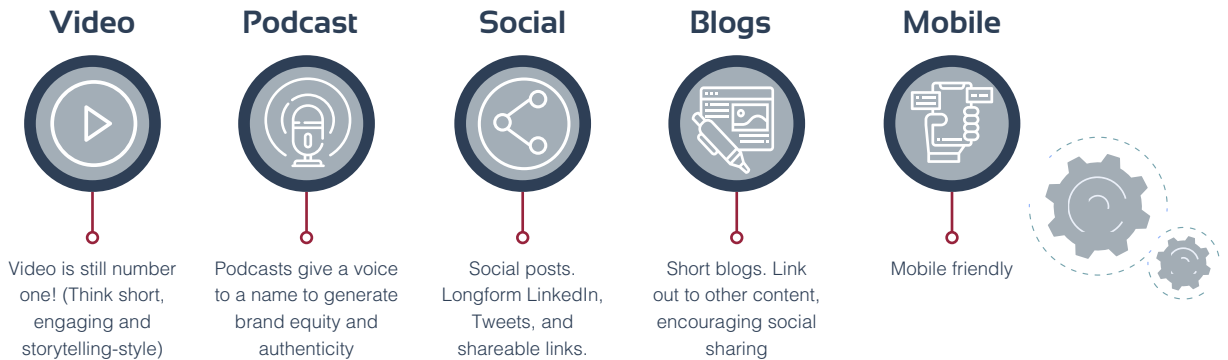 Video
Podcast
Social
Blogs
Mobile
Video is still number
one! (Think short,
engaging and
storytelling-style)
Podcasts give a voice
to a name to generate
brand equity and
authenticity
Social posts.
Longform LinkedIn,
Tweets, and
shareable links.
Short blogs. Link
out to other content,
encouraging social
sharing
Mobile friendly